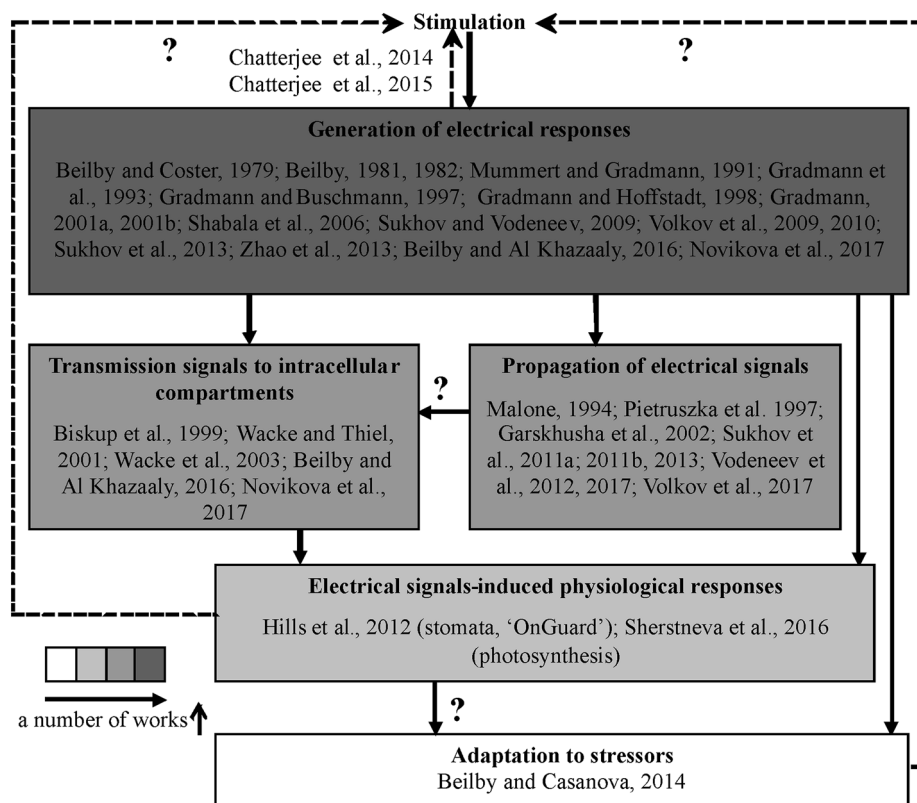 Stimulation
?
?
Chatterjee et al., 2014
Chatterjee et al., 2015
Generation of electrical responses
Beilby and Coster, 1979; Beilby, 1981, 1982; Mummert and Gradmann, 1991; Gradmann
et al., 1993; Gradmann and Buschmann, 1997; Gradmann and Hoffstadt, 1998; Gradmann,
2001a, 2001b; Shabala et al., 2006; Sukhov and Vodeneev, 2009; Volkov et al., 2009, 2010;
Sukhov et al., 2013; Zhao et al., 2013; Beilby and Al Khazaaly, 2016; Novikova et al., 2017
Transmission signals to intracellular
compartments
Biskup et al., 1999; Wacke and Thiel,
2001; Wacke et al., 2003; Beilby and
Al Khazaaly, 2016; Novikova et al.,
2017
?
Propagation of electrical signals
Malone, 1994; Pietruszka et al. 1997;
Garskhusha et al., 2002; Sukhov et
al., 2011a; 2011b, 2013; Vodeneev
et al., 2012, 2017; Volkov et al., 2017
Electrical signals-induced physiological responses
Hills et al., 2012 (stomata, ‘OnGuard’); Sherstneva et al., 2016
(photosynthesis)
a number of works
?
Adaptation to stressors
Beilby and Casanova, 2014